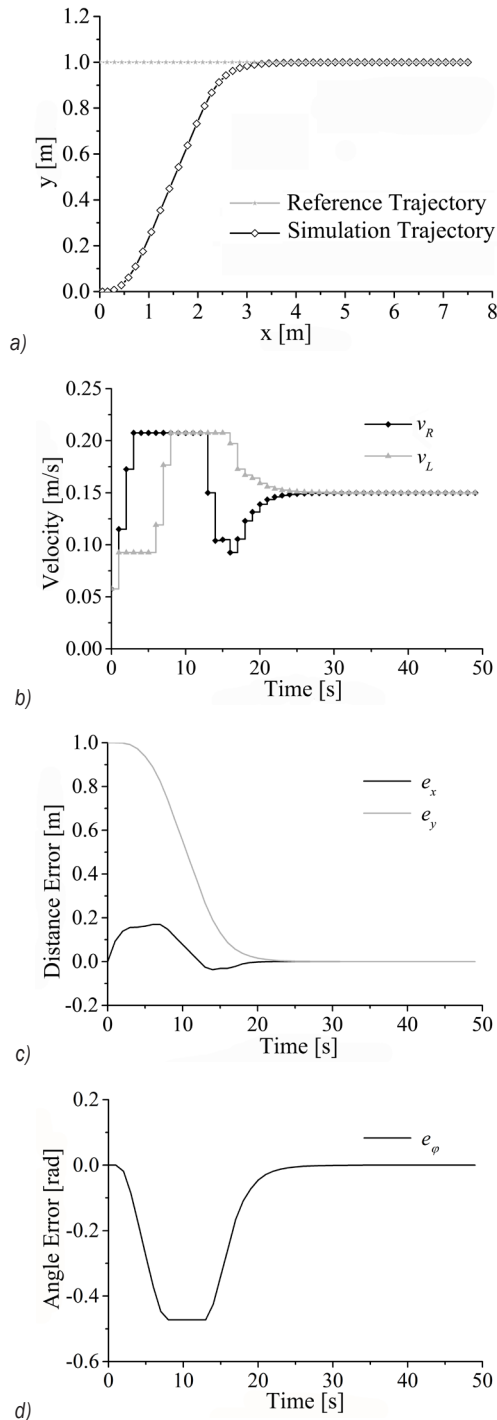 1.2
1.0
0.8
0.6
0.4
0.2
0.0
y [m]
Reference Trajectory
Simulation Trajectory
0 1 2 3 4 5 6 7 8
x [m]
a)
0.25
0.20
0.15
0.10
0.05
0.00
Velocity [m/s]
v_R
v_L
0 10 20 30 40 50
Time [s]
b)
1.0
0.8
0.6
0.4
0.2
0.0
-0.2
Distance Error [m]
e_x
e_y
0 10 20 30 40 50
Time [s]
c)
0.2
0.0
-0.2
-0.4
-0.6
Angle Error [rad]
e_φ
0 10 20 30 40 50
Time [s]
d)